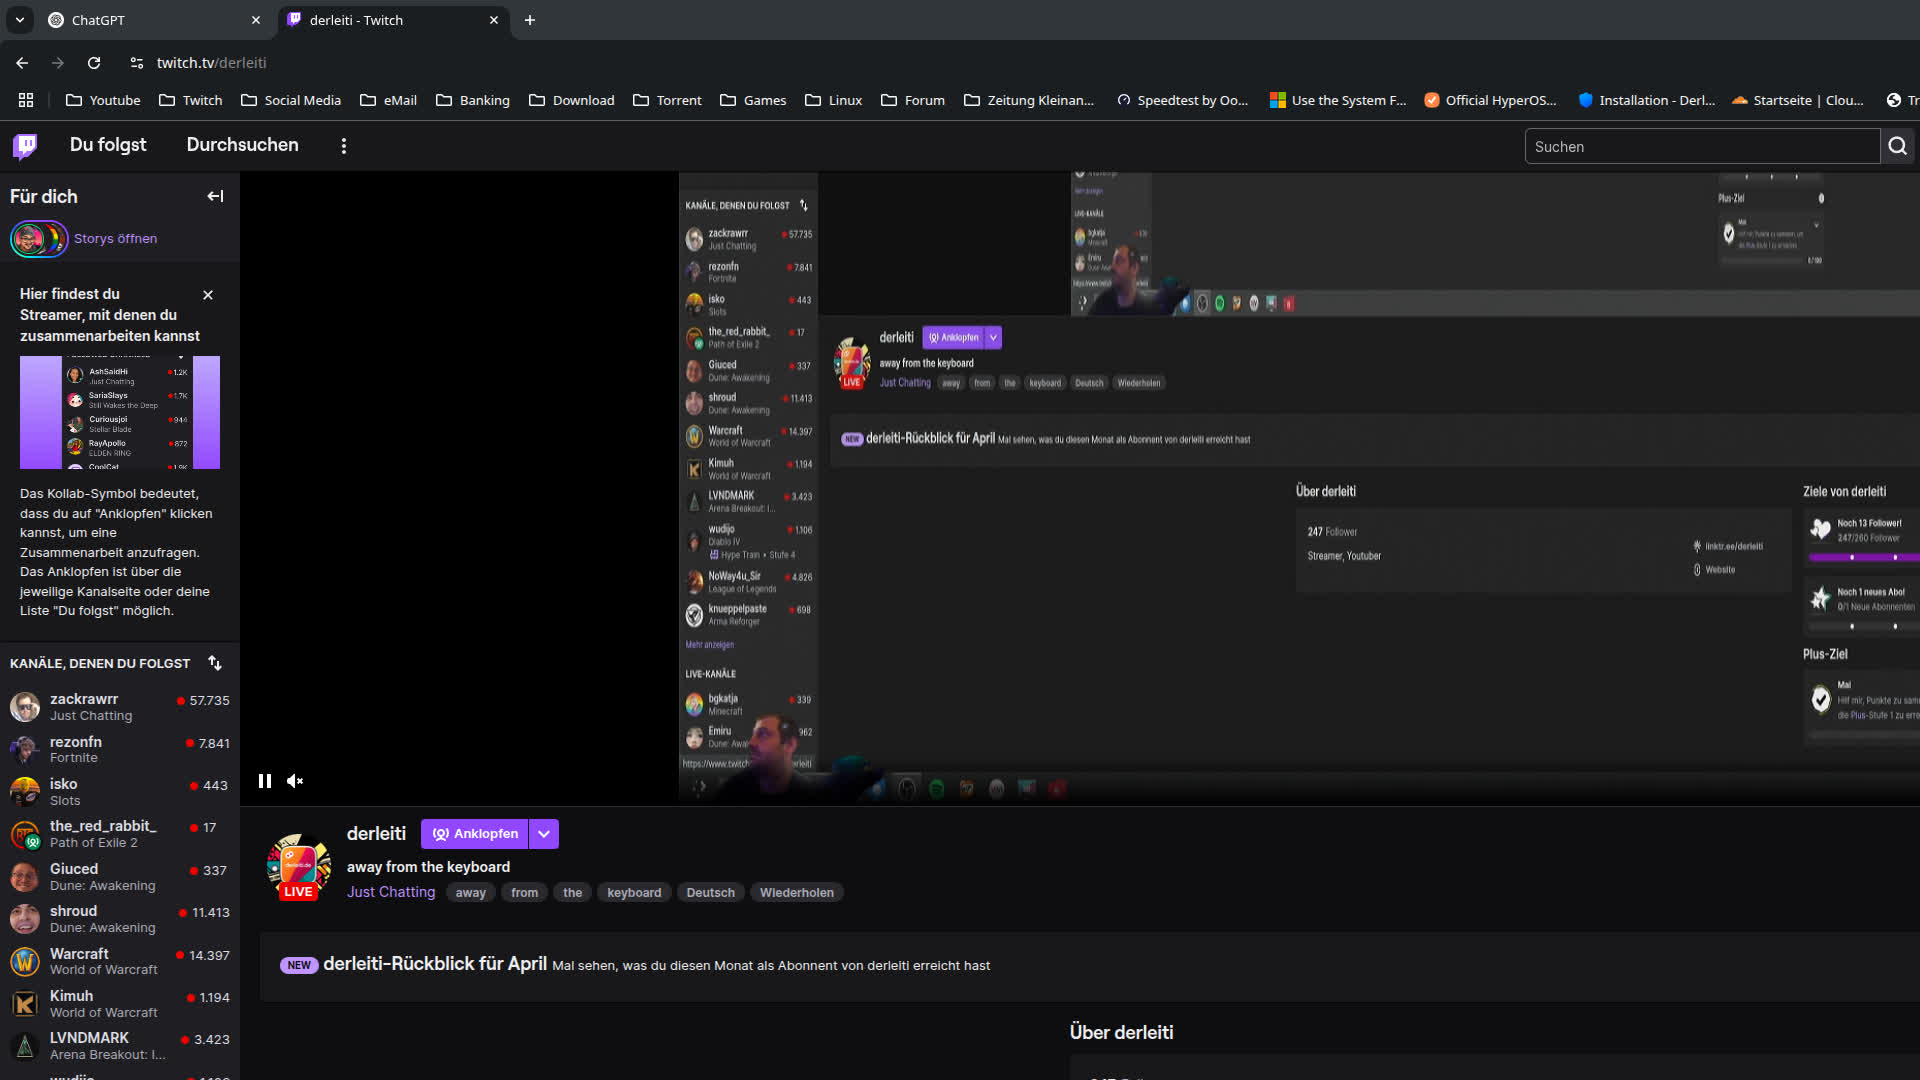 ChatGPT
derleiti - Twitch
twitch.tv/derleiti
Youtube
Twitch
Social Media
eMail
Banking
Download
Torrent
Games
Linux
Forum
Zeitung Kleinan...
Speedtest by Oo...
Use the System F...
Official HyperOS...
Installation - Derl...
Startseite | Clou...
Tr
Du folgst
Durchsuchen
Suchen
Für dich
Storys öffnen
Hier findest du
Streamer, mit denen du
zusammenarbeiten kannst
AshSaidHi 1.2K
Just Chatting
SariaSlays 1.7K
Still Wakes the Deep
Curiousjoi 944
Stellar Blade
RayApollo 872
ELDEN RING
CoolCat 1.9K
Das Kollab-Symbol bedeutet,
dass du auf "Anklopfen" klicken
kannst, um eine
Zusammenarbeit anzufragen.
Das Anklopfen ist über die
jeweilige Kanalseite oder deine
Liste "Du folgst" möglich.
KANÄLE, DENEN DU FOLGST
zackrawrr 57.735
Just Chatting
rezonfn 7.841
Fortnite
isko 443
Slots
the_red_rabbit_ 17
Path of Exile 2
Giuced 337
Dune: Awakening
shroud 11.413
Dune: Awakening
Warcraft 14.397
World of Warcraft
Kimuh 1.194
World of Warcraft
LVNDMARK 3.423
Arena Breakout: I...
KANÄLE, DENEN DU FOLGST
zackrawrr 57.735
Just Chatting
rezonfn 7.841
Fortnite
isko 443
Slots
the_red_rabbit_ 17
Path of Exile 2
Giuced 337
Dune: Awakening
shroud 11.413
Dune: Awakening
Warcraft 14.397
World of Warcraft
Kimuh 1.194
World of Warcraft
LVNDMARK 3.423
Arena Breakout: I...
wudijo 1.106
Diablo IV
Hype Train • Stufe 4
NoWay4u_Sir 4.826
League of Legends
knueppelpaste 698
Arma Reforger
Mehr anzeigen
LIVE-KANÄLE
bgkatja 339
Minecraft
Emiru 962
Dune: Awa
https://www.twitch
erleiti
LIVE-KANÄLE
bgkatja
Minecraft
Emiru
Plus-Ziel
Mai
0/100
derleiti
Anklopfen
LIVE
away from the keyboard
Just Chatting away from the keyboard Deutsch Wiederholen
NEW derleiti-Rückblick für April Mal sehen, was du diesen Monat als Abonnent von derleiti erreicht hast
Über derleiti
247 Follower
Streamer, Youtuber
linktr.ee/derleiti
Website
Ziele von derleiti
Noch 13 Follower!
247/260 Follower
Noch 1 neues Abo!
0/1 Neue Abonnenten
Plus-Ziel
Mai
Hilf mir, Punkte zu sam
die Plus-Stufe 1 zu erre
derleiti
Anklopfen
LIVE
away from the keyboard
Just Chatting away from the keyboard Deutsch Wiederholen
NEW derleiti-Rückblick für April Mal sehen, was du diesen Monat als Abonnent von derleiti erreicht hast
Über derleiti